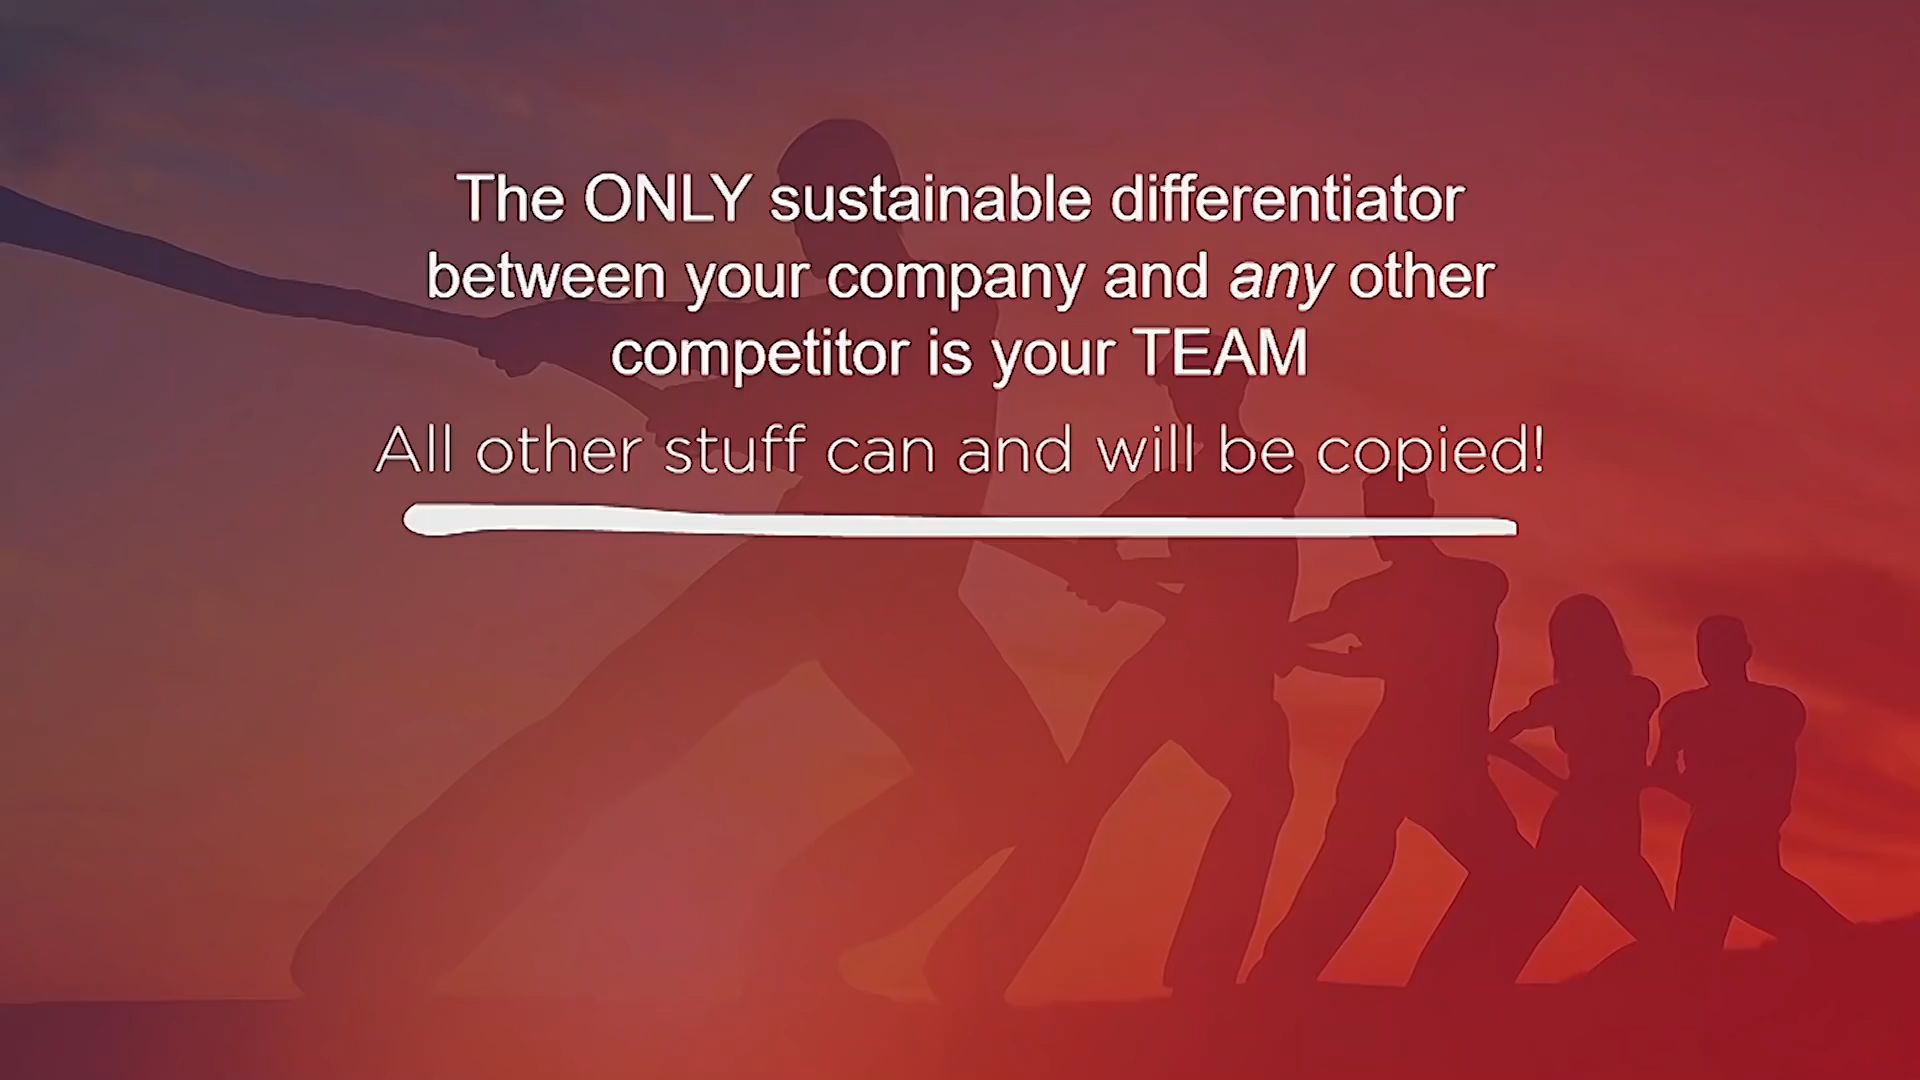 The ONLY sustainable differentiator
between your company and any other
competitor is your TEAM
All other stuff can and will be copied!